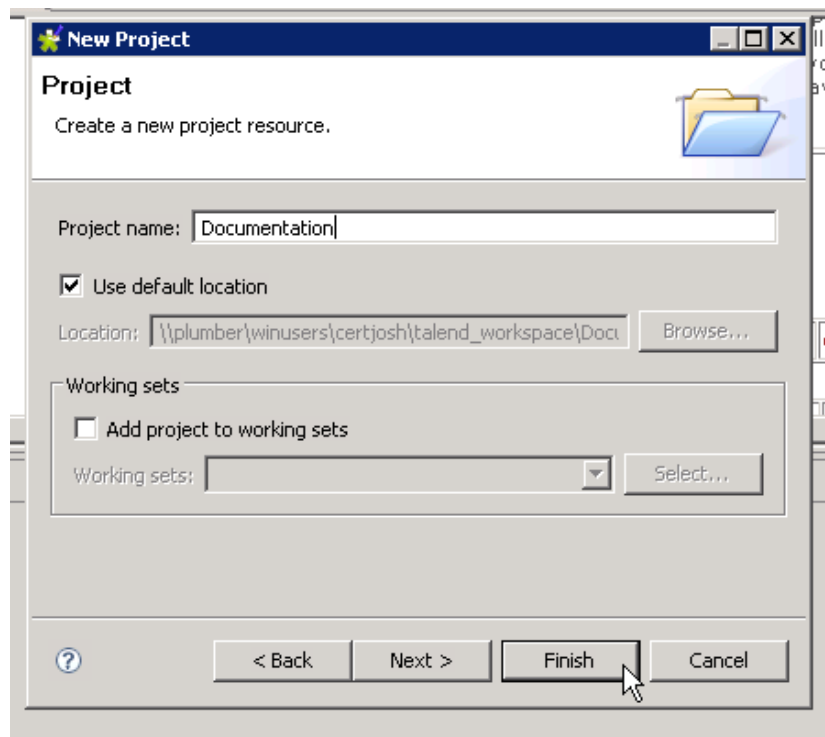 New Project
Project
Create a new project resource.
Project name: Documentation
Use default location
Location: \\plumber\winusers\certjosh\talend_workspace\Docu Browse...
Working sets
Add project to working sets
Working sets: Select...
? < Back Next > Finish Cancel